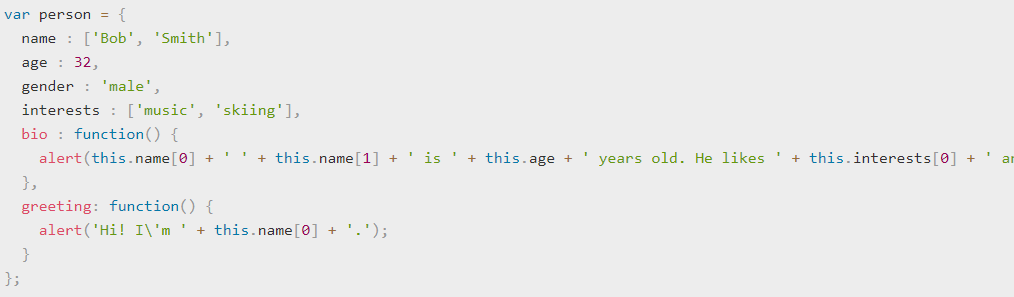 var person = {
  name : ['Bob', 'Smith'],
  age : 32,
  gender : 'male',
  interests : ['music', 'skiing'],
  bio : function() {
    alert(this.name[0] + ' ' + this.name[1] + ' is ' + this.age + ' years old. He likes ' + this.interests[0] + '
  },
  greeting: function() {
    alert('Hi! I\'m ' + this.name[0] + '.');
  }
};